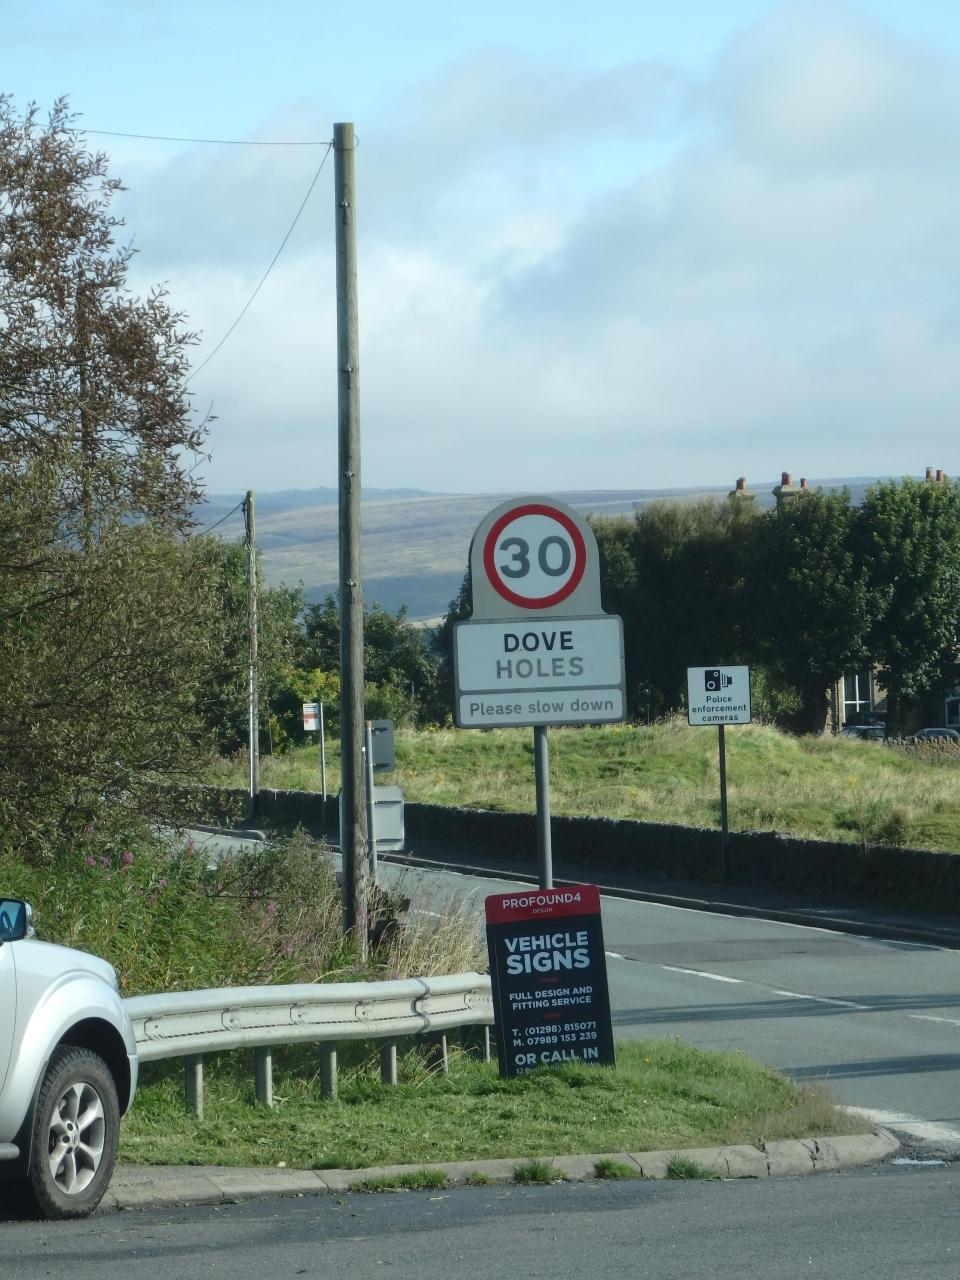 30
DOVE
HOLES
Please slow down
Police
enforcement
cameras
PROFOUND4
DESIGN
VEHICLE
SIGNS
FULL DESIGN AND
FITTING SERVICE
T. (01298) 815071
M. 07989 153 239
OR CALL IN